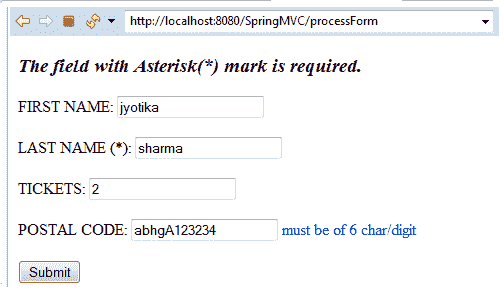 http://localhost:8080/SpringMVC/processForm
The field with Asterisk(*) mark is required.
FIRST NAME: jyotika
LAST NAME (*): sharma
TICKETS: 2
POSTAL CODE: abhgA123234 must be of 6 char/digit
Submit